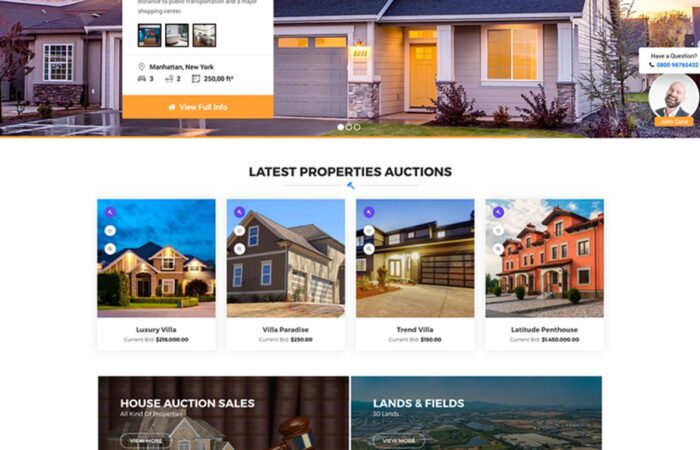 distance to public transportation and a major
shopping center.
Manhattan, New York
3 2 250,00 ft²
View Full Info
Have a Question?
0800 98765432
John Cana
LATEST PROPERTIES AUCTIONS
Luxury Villa
Current Bid: $216.000.00
Villa Paradise
Current Bid: $250.00
Trend Villa
Current Bid: $150.00
Latitude Penthouse
Current Bid: $1.450.000.00
HOUSE AUCTION SALES
All Kind Of Properties
VIEW MORE
LANDS & FIELDS
30 Lands
VIEW MORE